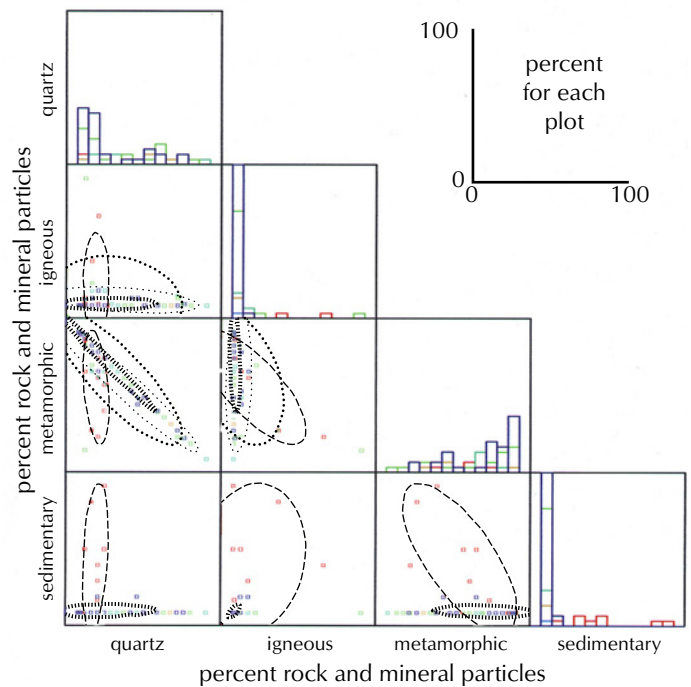 100
percent
for each
plot
0
0
100
percent rock and mineral particles
quartz
igneous
metamorphic
sedimentary
quartz
igneous
metamorphic
sedimentary
percent rock and mineral particles